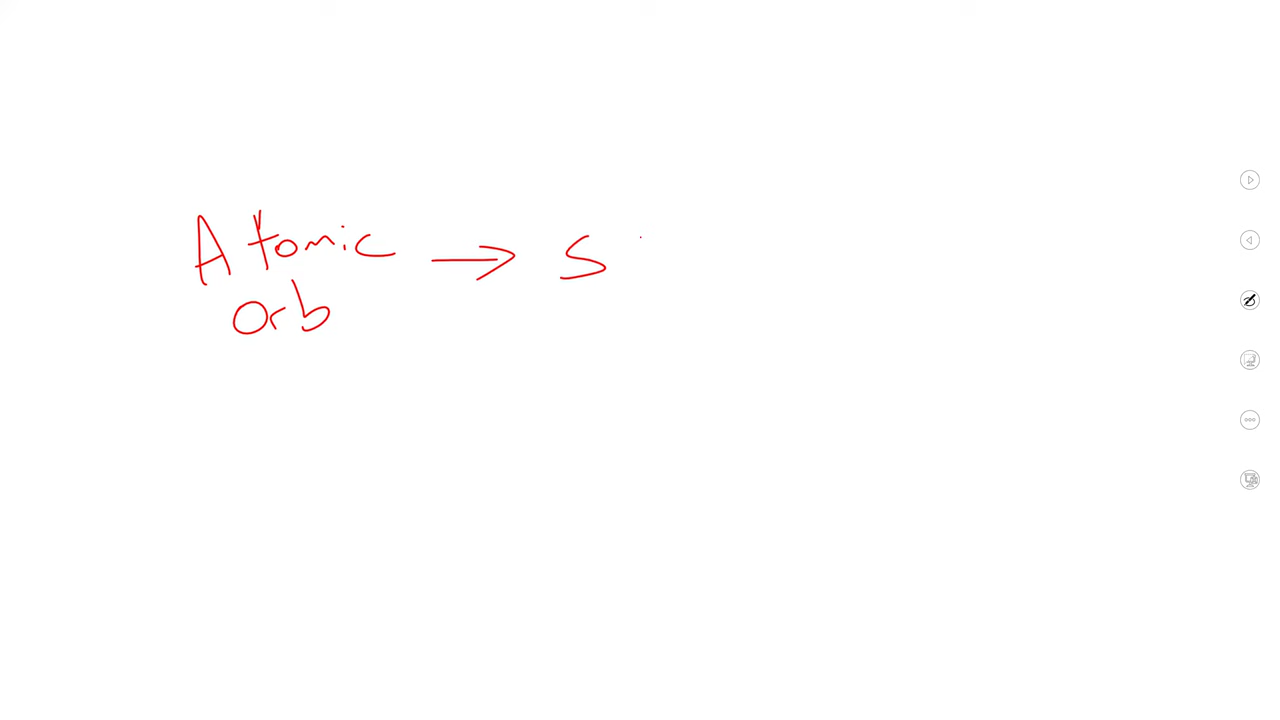 Atomic → S
Orb